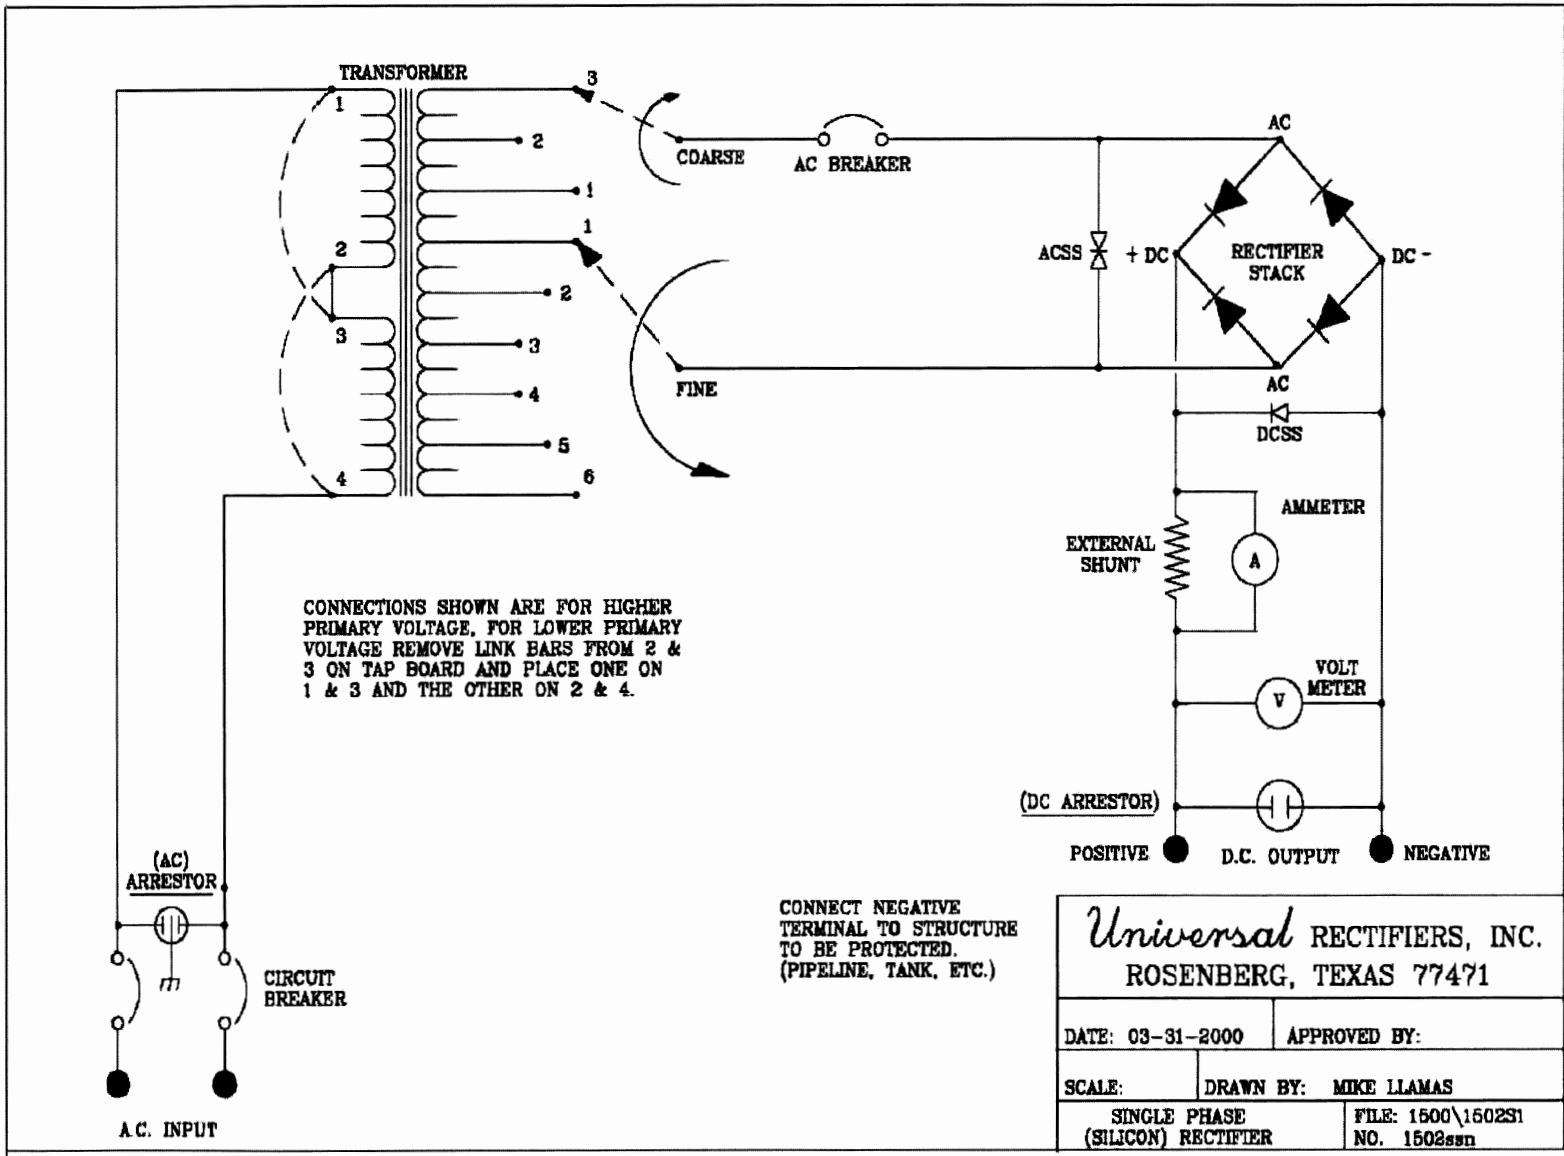 TRANSFORMER
1
2
3
4
3
2
1
1
2
3
4
5
6
COARSE
FINE
AC BREAKER
ACSS
AC
+ DC
RECTIFIER
STACK
DC -
AC
DCSS
AMMETER
EXTERNAL
SHUNT
A
VOLT
METER
V
(DC ARRESTOR)
POSITIVE
D.C. OUTPUT
NEGATIVE
CONNECTIONS SHOWN ARE FOR HIGHER
PRIMARY VOLTAGE, FOR LOWER PRIMARY
VOLTAGE REMOVE LINK BARS FROM 2 &
3 ON TAP BOARD AND PLACE ONE ON
1 & 3 AND THE OTHER ON 2 & 4.
(AC)
ARRESTOR
CIRCUIT
BREAKER
A.C. INPUT
CONNECT NEGATIVE
TERMINAL TO STRUCTURE
TO BE PROTECTED.
(PIPELINE, TANK, ETC.)
Universal RECTIFIERS, INC.
ROSENBERG, TEXAS 77471
DATE: 03-31-2000
APPROVED BY:
SCALE:
DRAWN BY: MIKE LLAMAS
SINGLE PHASE
(SILICON) RECTIFIER
FILE: 1500\1502S1
NO. 1502ssn